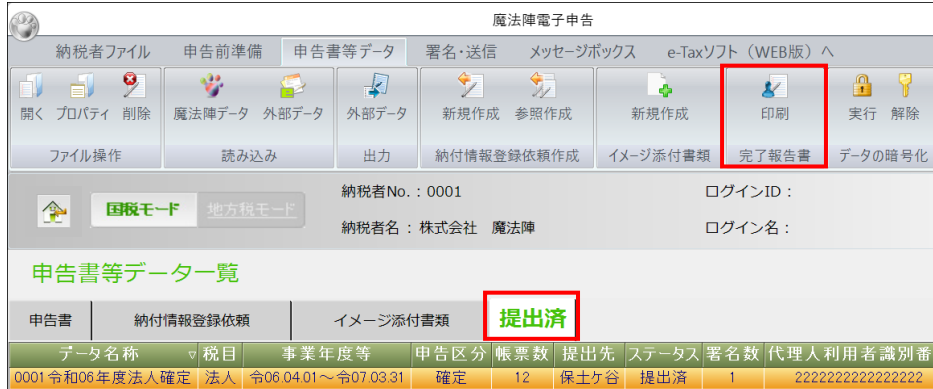 魔法陣電子申告
納税者ファイル 申告前準備 申告書等データ 署名・送信 メッセージボックス e-Taxソフト（WEB版）へ
開く プロパティ 削除 魔法陣データ 外部データ 外部データ 新規作成 参照作成 新規作成 印刷 実行 解除
ファイル操作 読み込み 出力 納付情報登録依頼作成 イメージ添付書類 完了報告書 データの暗号化
納税者No.：0001 ログインID：
国税モード 地方税モード
納税者名 ：株式会社 魔法陣 ログイン名：
申告書等データ一覧
申告書 納付情報登録依頼 イメージ添付書類 提出済
データ名称 ▽ 税目 事業年度等 申告区分 帳票数 提出先 ステータス 署名数 代理人利用者識別番
0001令和06年度法人確定 法人 令06.04.01～令07.03.31 確定 12 保土ケ谷 提出済 1 2222222222222222